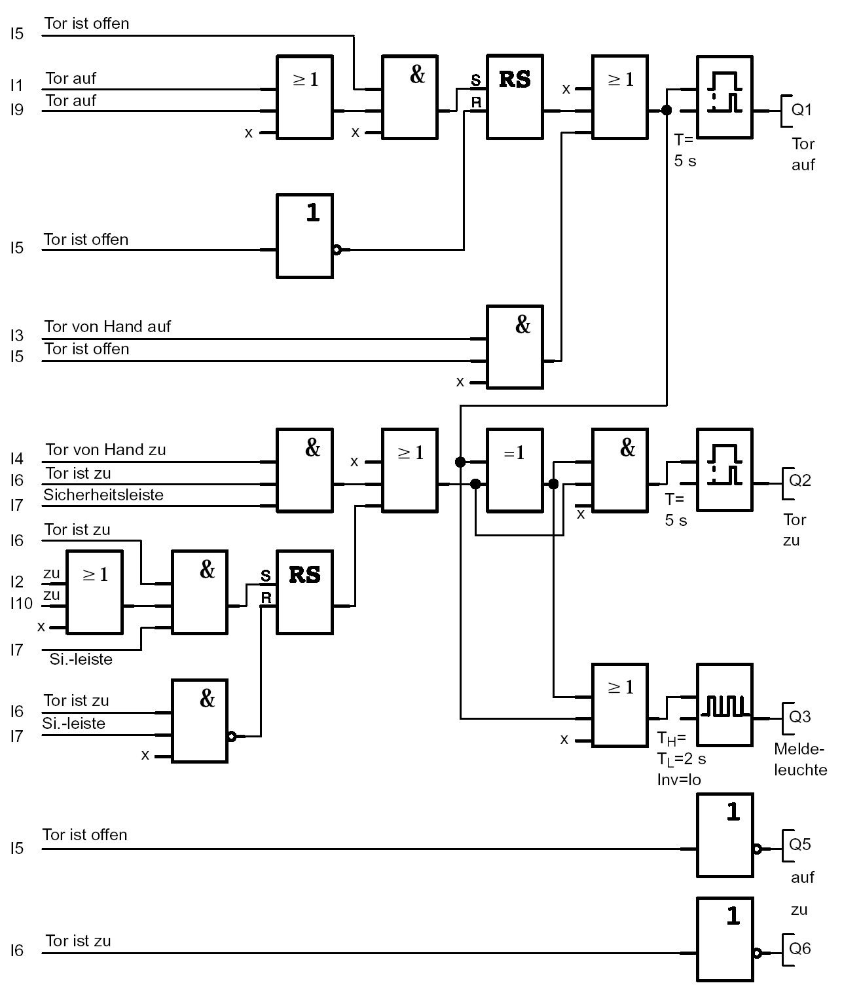 I5 Tor ist offen
I1 Tor auf
I9 Tor auf
x
≥ 1
x
&
S
R
RS
x
≥ 1
T=
5 s
Q1
Tor
auf
I5 Tor ist offen
1
I3 Tor von Hand auf
I5 Tor ist offen
x
&
I4 Tor von Hand zu
I6 Tor ist zu
I7 Sicherheitsleiste
&
x
≥ 1
=1
&
x
T=
5 s
Q2
Tor
zu
I6 Tor ist zu
I2 zu
I10 zu
x
≥ 1
I7 Si.-leiste
&
S
R
RS
I6 Tor ist zu
I7 Si.-leiste
x
&
≥ 1
x
TH=
TL=2 s
Inv=lo
Q3
Melde-
leuchte
I5 Tor ist offen
1
Q5
auf
zu
I6 Tor ist zu
1
Q6